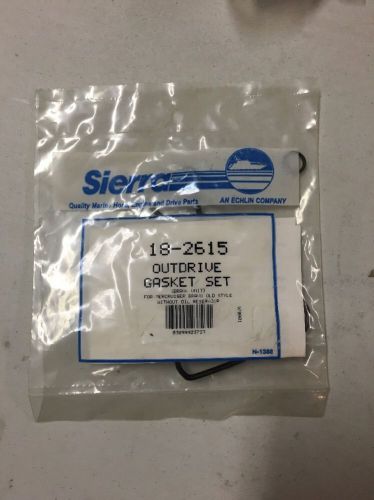 Sierra
Quality Marine Engine and Drive Parts
AN ECHLIN COMPANY
18-2615
OUTDRIVE
GASKET SET
FOR MERCRUISER BRAVO OLD STYLE
WITHOUT OIL
N-1388